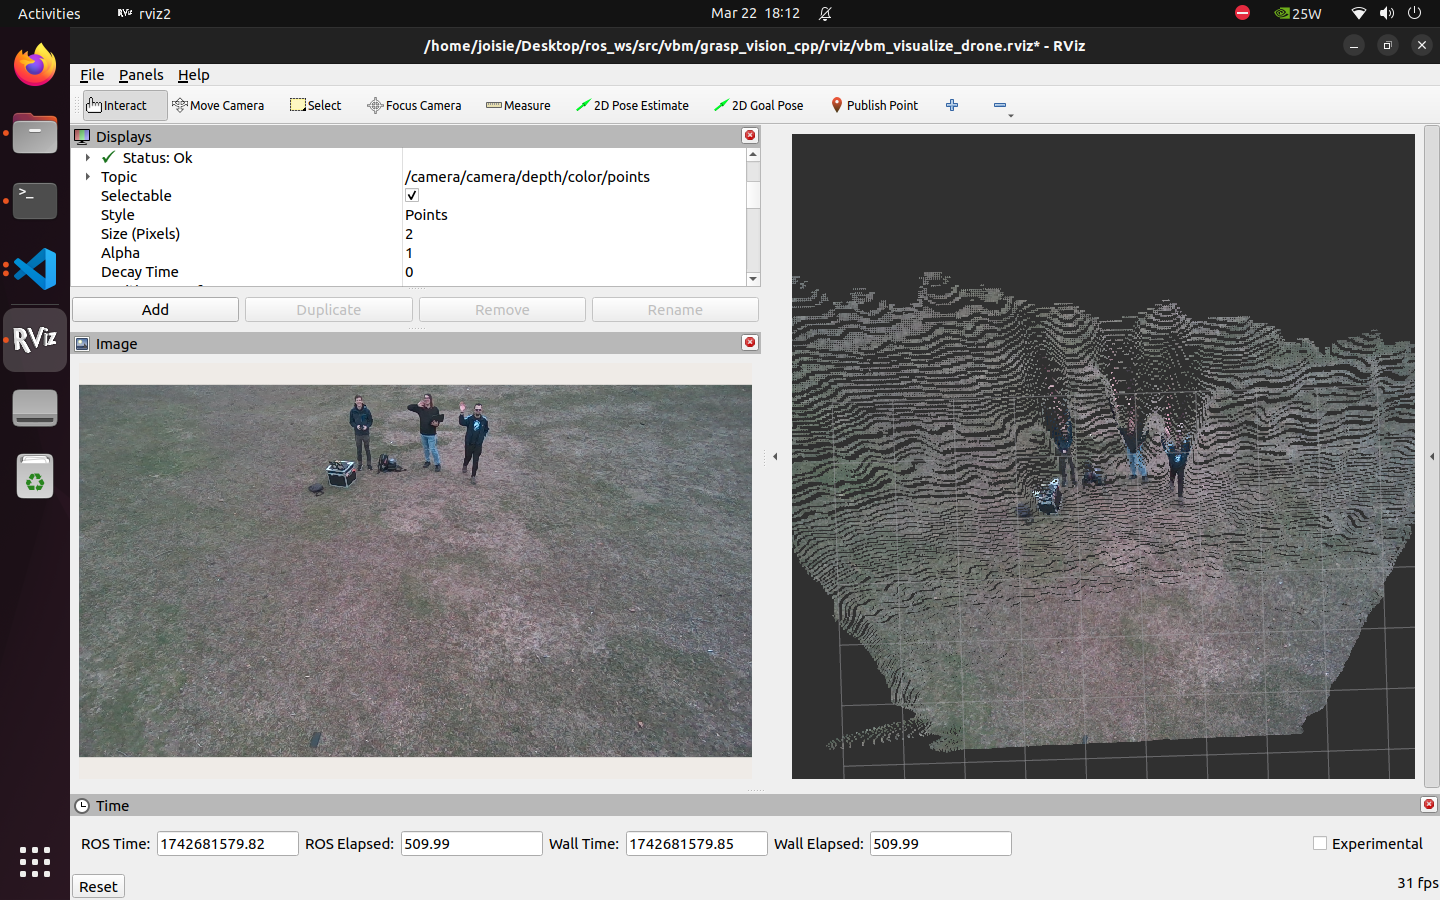 Activities
RViz rviz2
Mar 22 18:12
25W
/home/joisie/Desktop/ros_ws/src/vbm/grasp_vision_cpp/rviz/vbm_visualize_drone.rviz* - RViz
File Panels Help
Interact Move Camera Select Focus Camera Measure 2D Pose Estimate 2D Goal Pose Publish Point
Displays
Status: Ok
Topic /camera/camera/depth/color/points
Selectable
Style Points
Size (Pixels) 2
Alpha 1
Decay Time 0
Add Duplicate Remove Rename
>_
RViz
Image
Time
ROS Time: 1742681579.82 ROS Elapsed: 509.99 Wall Time: 1742681579.85 Wall Elapsed: 509.99 Experimental
Reset
31 fps